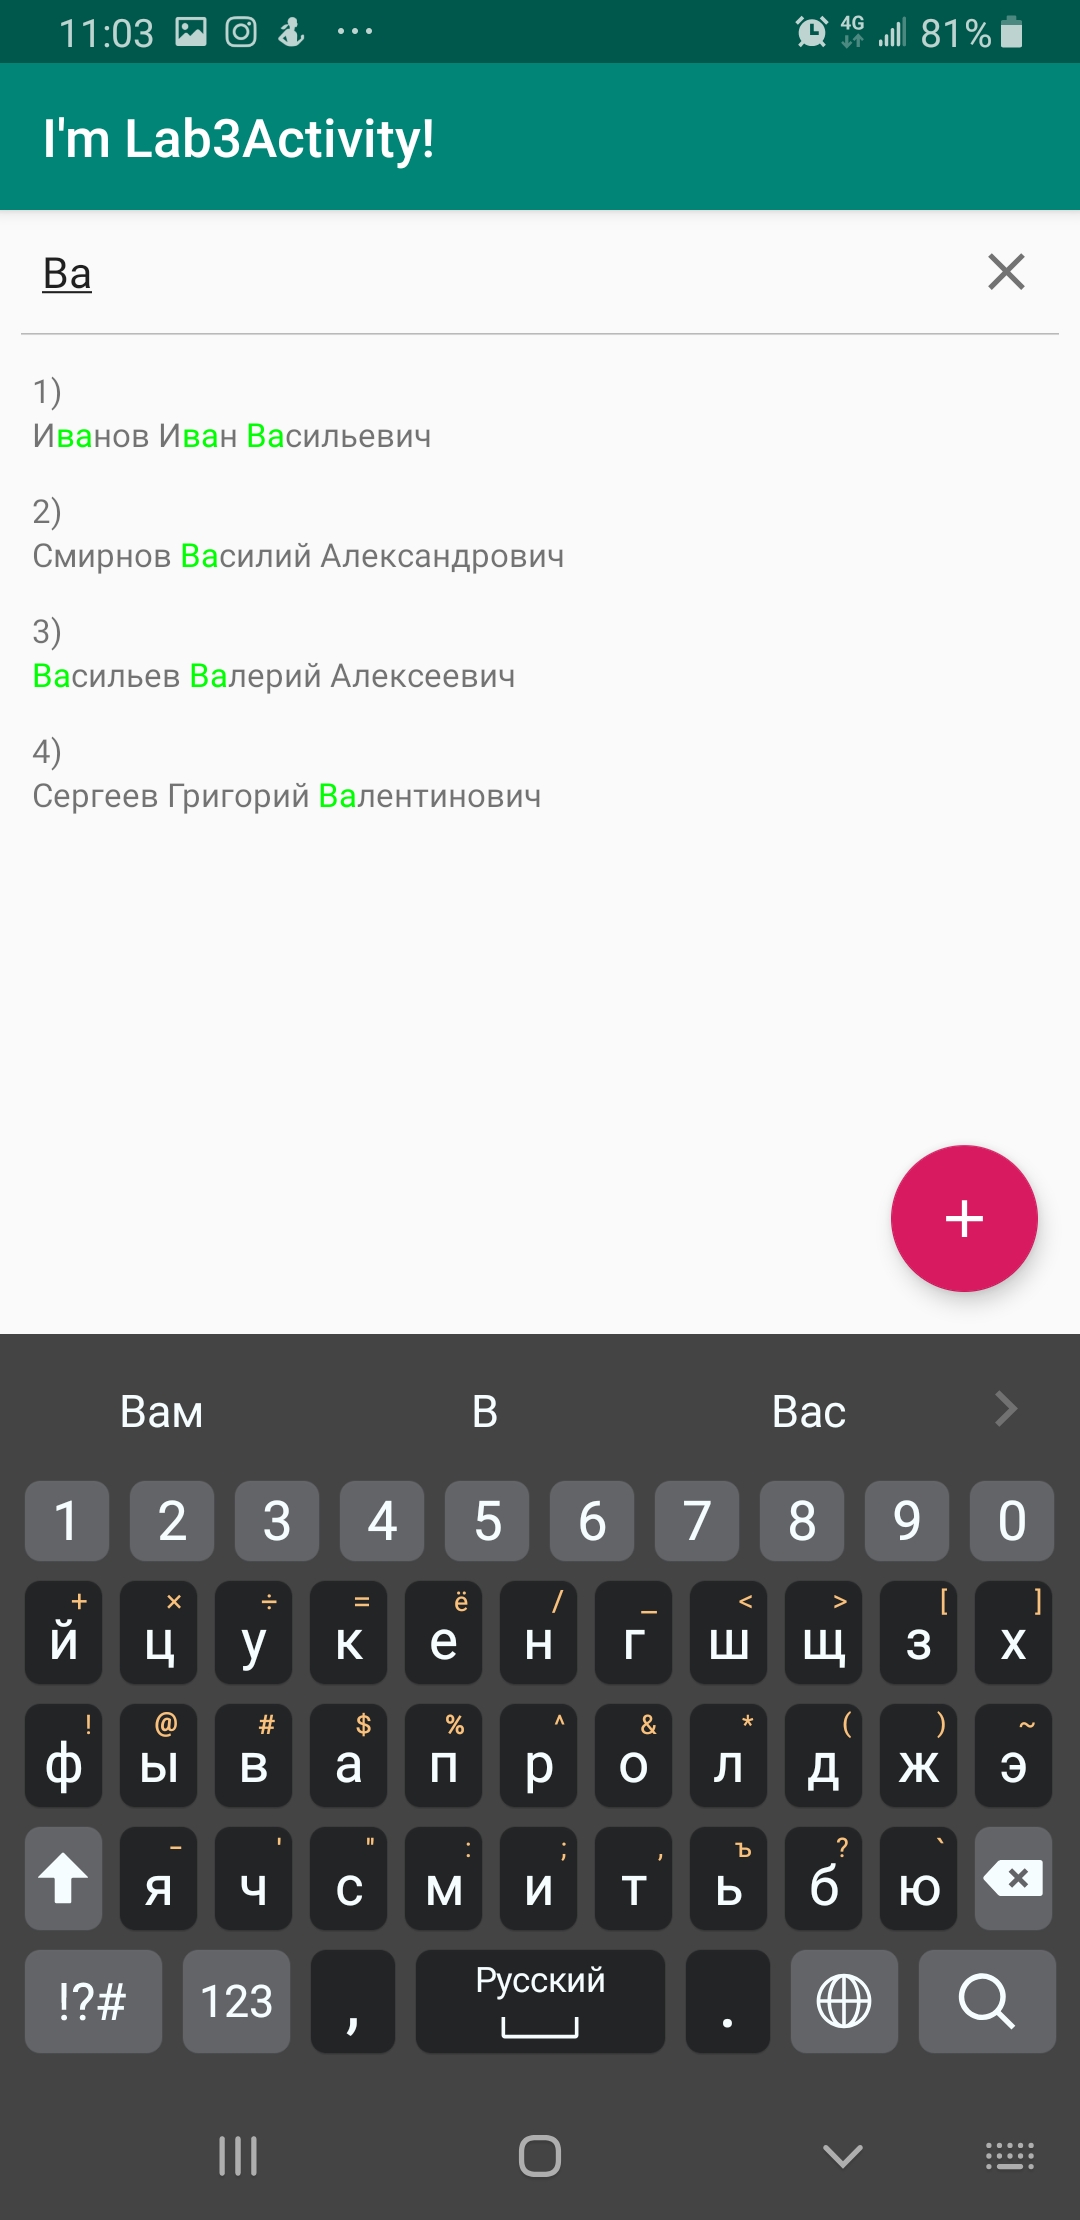 11:03 4G 81%
I'm Lab3Activity!
Ва
1)
Иванов Иван Васильевич
2)
Смирнов Василий Александрович
3)
Васильев Валерий Алексеевич
4)
Сергеев Григорий Валентинович
+
Вам В Вас
1 2 3 4 5 6 7 8 9 0
+ × ÷ = ё / _ < > [ ]
й ц у к е н г ш щ з х
! @ # $ % ^ & * ( ) ~
ф ы в а п р о л д ж э
− ' " : ; , ъ ? `
я ч с м и т ь б ю
!?# 123 , Русский .